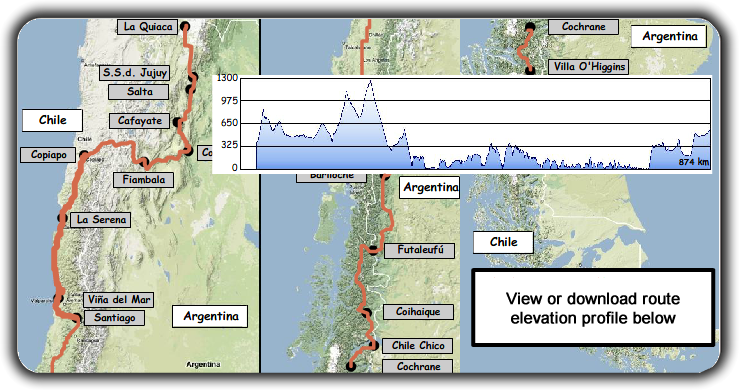 La Quiaca
S.S.d. Jujuy
Salta
Chile
Cafayate
Copiapo
Co
Fiambala
La Serena
Viña del Mar
Santiago
Argentina
Argentina
1300
975
650
325
0
874 km
Bariloche
Argentina
Futaleufú
Coihaique
Chile Chico
Cochrane
Cochrane
Argentina
Villa O'Higgins
Chile
View or download route
elevation profile below